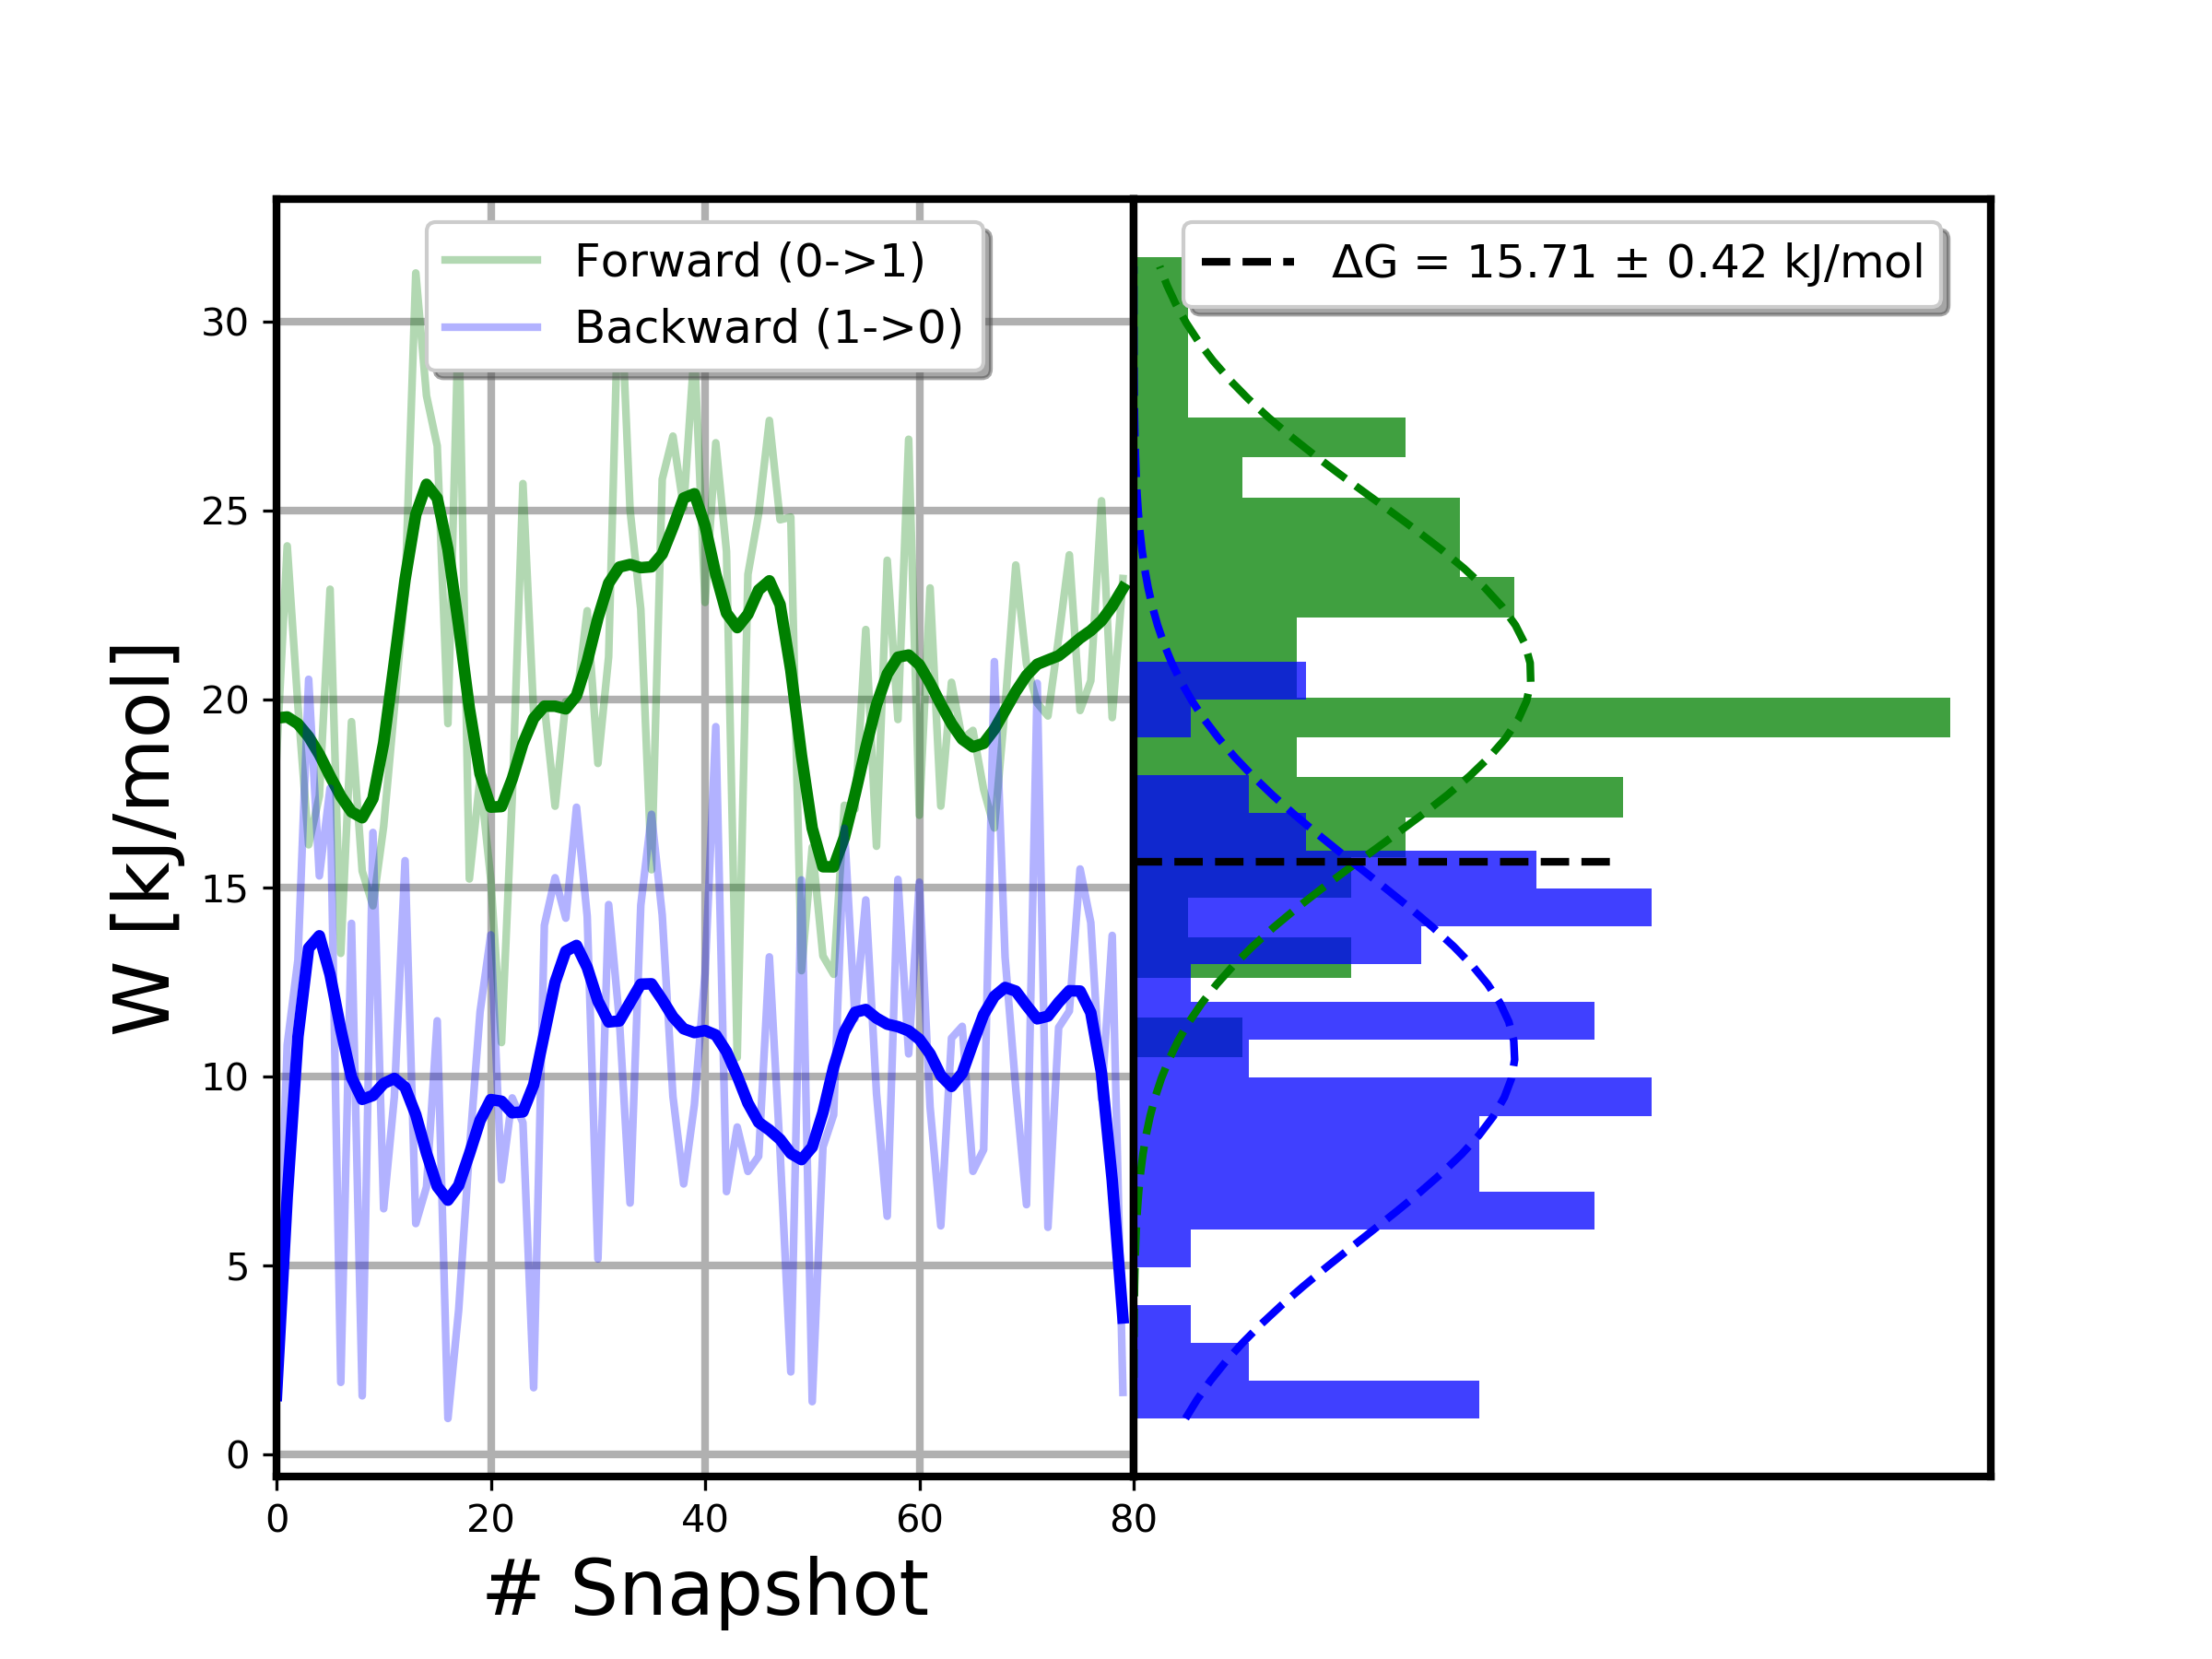 Forward (0->1)
Backward (1->0)
ΔG = 15.71 ± 0.42 kJ/mol
W [kJ/mol]
30
25
20
15
10
5
0
0 20 40 60 80
# Snapshot